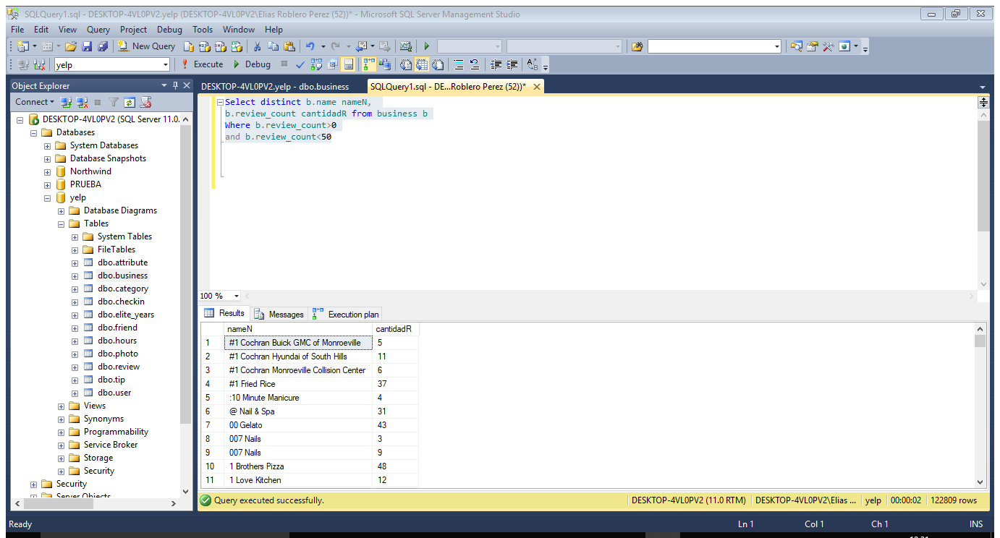 SQLQuery1.sql - DESKTOP-4VL0PV2.yelp (DESKTOP-4VL0PV2\Elias Roblero Perez (52))* - Microsoft SQL Server Management Studio
File Edit View Query Project Debug Tools Window Help
New Query
yelp Execute Debug
Object Explorer
Connect
DESKTOP-4VL0PV2 (SQL Server 11.0.
Databases
System Databases
Database Snapshots
Northwind
PRUEBA
yelp
Database Diagrams
Tables
System Tables
FileTables
dbo.attribute
dbo.business
dbo.category
dbo.checkin
dbo.elite_years
dbo.friend
dbo.hours
dbo.photo
dbo.review
dbo.tip
dbo.user
Views
Synonyms
Programmability
Service Broker
Storage
Security
Security
Server Objects
DESKTOP-4VL0PV2.yelp - dbo.business SQLQuery1.sql - DE...Roblero Perez (52))*
Select distinct b.name nameN,
b.review_count cantidadR from business b
Where b.review_count>0
and b.review_count<50
100 %
Results Messages Execution plan
nameN cantidadR
1 #1 Cochran Buick GMC of Monroeville 5
2 #1 Cochran Hyundai of South Hills 11
3 #1 Cochran Monroeville Collision Center 6
4 #1 Fried Rice 37
5 :10 Minute Manicure 4
6 @ Nail & Spa 31
7 00 Gelato 43
8 007 Nails 3
9 007 Nails 9
10 1 Brothers Pizza 48
11 1 Love Kitchen 12
Query executed successfully. DESKTOP-4VL0PV2 (11.0 RTM) DESKTOP-4VL0PV2\Elias ... yelp 00:00:02 122809 rows
Ready Ln 1 Col 1 Ch 1 INS